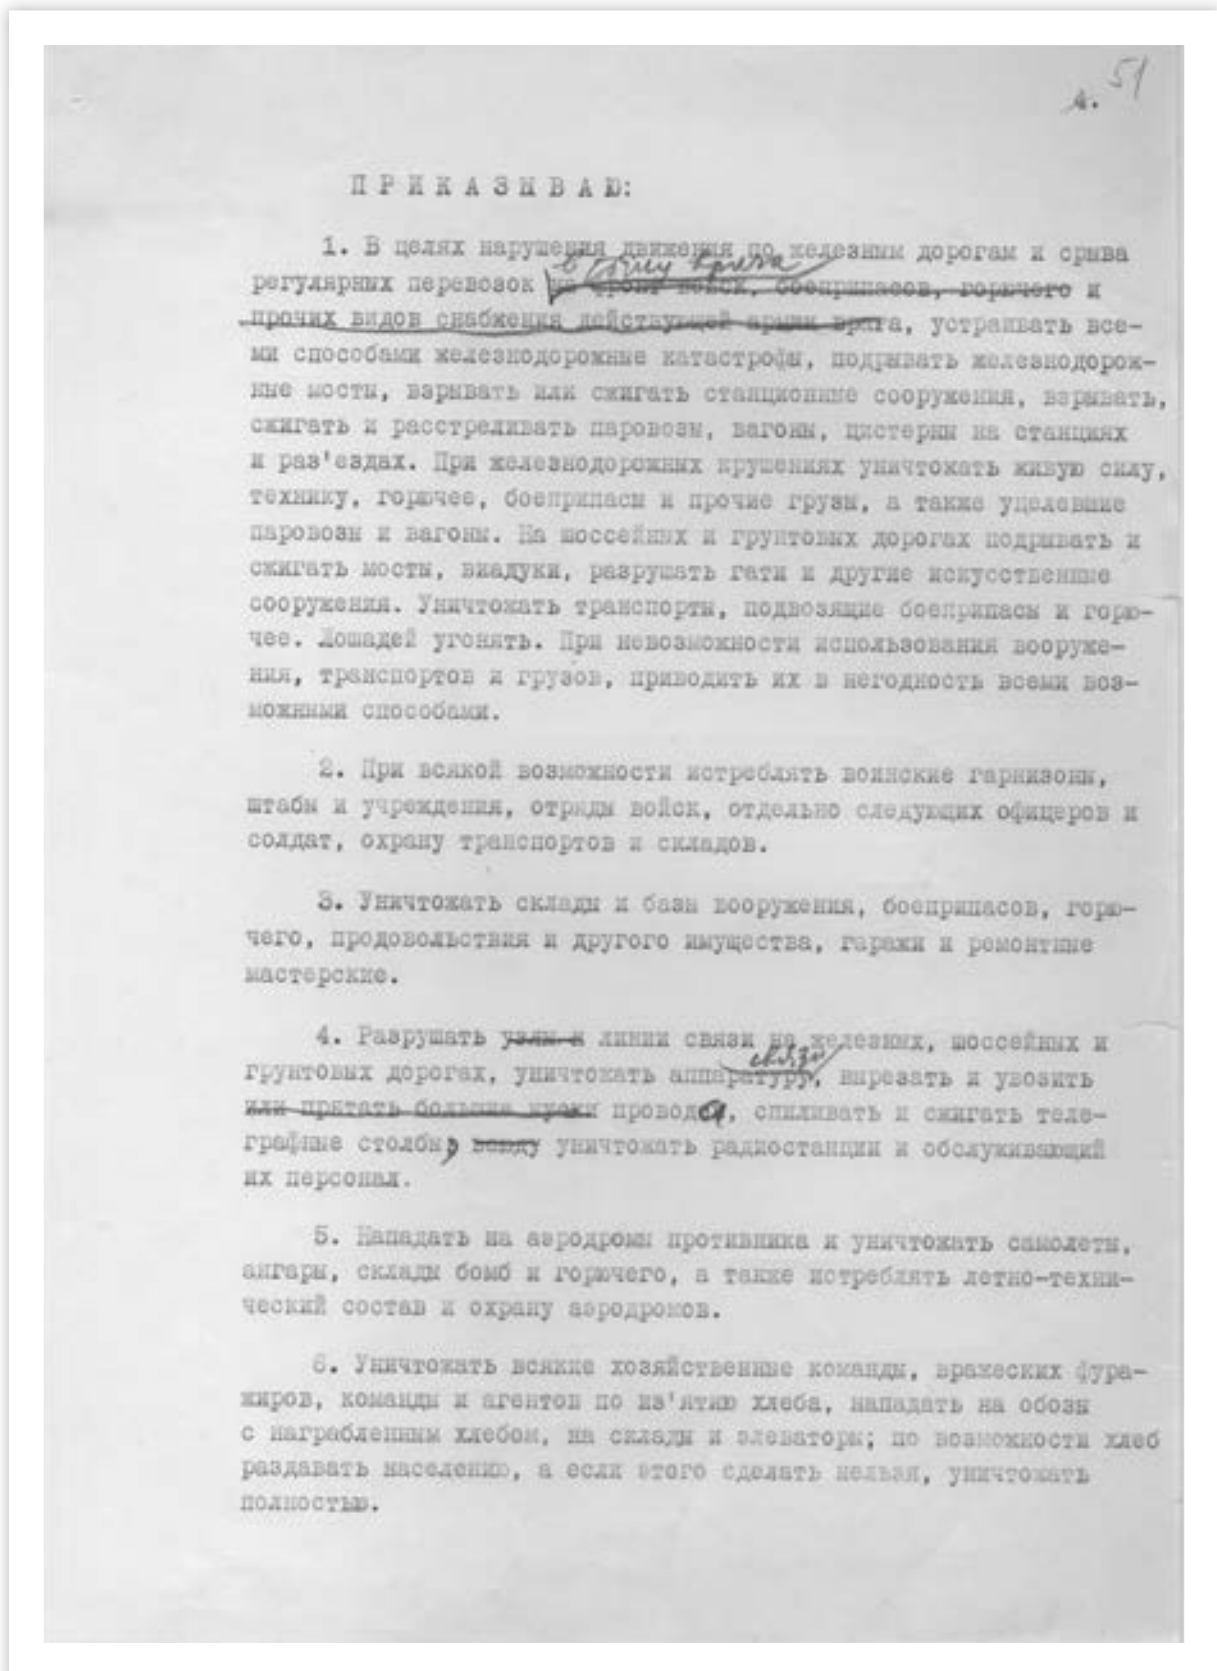 4. 51
П Р И К А З Ы В А Ю:
1. В целях нарушения движения по железным дорогам и срыва
в тылу врага
регулярных перевозок на фронт войск, боеприпасов, горючего и
прочих видов снабжения действующей армии врага, устраивать все-
ми способами железнодорожные катастрофы, подрывать железнодорож-
ные мосты, взрывать или сжигать станционные сооружения, взрывать,
сжигать и расстреливать паровозы, вагоны, цистерны на станциях
и раз'ездах. При железнодорожных крушениях уничтожать живую силу,
технику, горючее, боеприпасы и прочие грузы, а также уцелевшие
паровозы и вагоны. На шоссейных и грунтовых дорогах подрывать и
сжигать мосты, виадуки, разрушать гати и другие искусственные
сооружения. Уничтожать транспорты, подвозящие боеприпасы и горю-
чее. Лошадей угонять. При невозможности использования вооруже-
ния, транспортов и грузов, приводить их в негодность всеми воз-
можными способами.
2. При всякой возможности истреблять воинские гарнизоны,
штабы и учреждения, отряды войск, отдельно следующих офицеров и
солдат, охрану транспортов и складов.
3. Уничтожать склады и базы вооружения, боеприпасов, горю-
чего, продовольствия и другого имущества, гаражи и ремонтные
мастерские.
4. Разрушать узлы и линии связи на железных, шоссейных и
связи
грунтовых дорогах, уничтожать аппаратуру, вырезать и увозить
или прятать большие куски провода, спиливать и сжигать теле-
графные столбы, уничтожать радиостанции и обслуживающий
их персонал.
5. Нападать на аэродромы противника и уничтожать самолеты,
ангары, склады бомб и горючего, а также истреблять летно-техни-
ческий состав и охрану аэродромов.
6. Уничтожать всякие хозяйственные команды, вражеских фура-
жиров, команды и агентов по из'ятию хлеба, нападать на обозы
с награбленным хлебом, на склады и элеваторы; по возможности хлеб
раздавать населению, а если этого сделать нельзя, уничтожать
полностью.